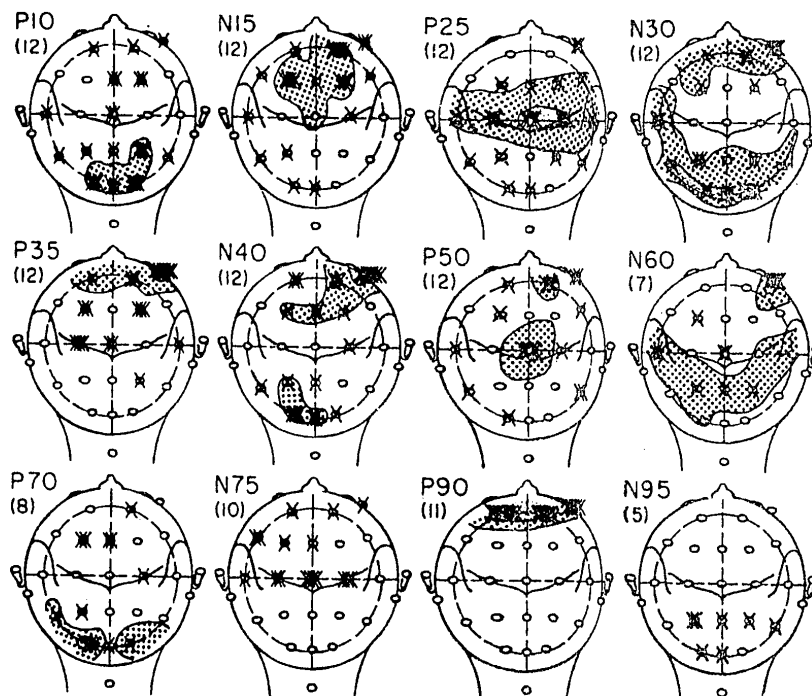 P10 N15 P25 N30
(12) (12) (12) (12)
P35 N40 P50 N60
(12) (12) (12) (7)
P70 N75 P90 N95
(8) (10) (11) (5)